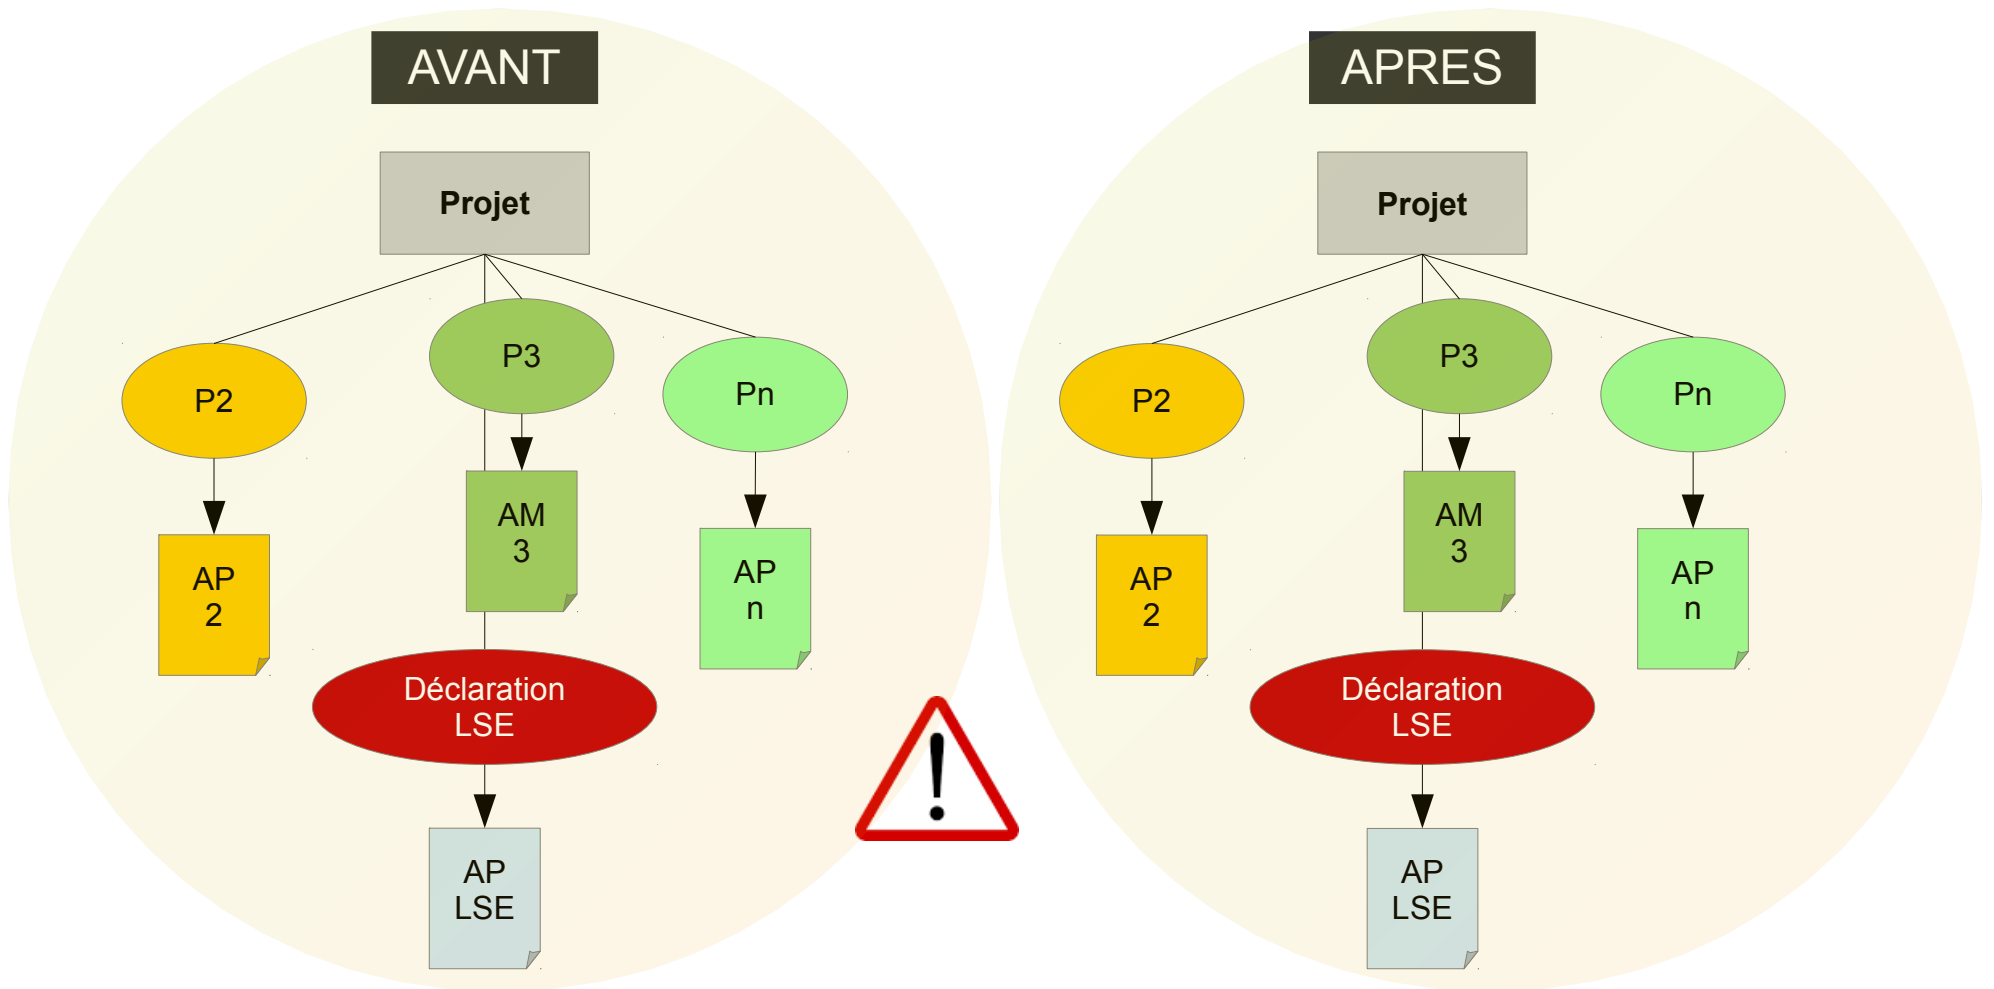 AVANT
Projet
P2
P3
Pn
AP
2
AM
3
AP
n
Déclaration
LSE
AP
LSE
APRES
Projet
P2
P3
Pn
AP
2
AM
3
AP
n
Déclaration
LSE
AP
LSE